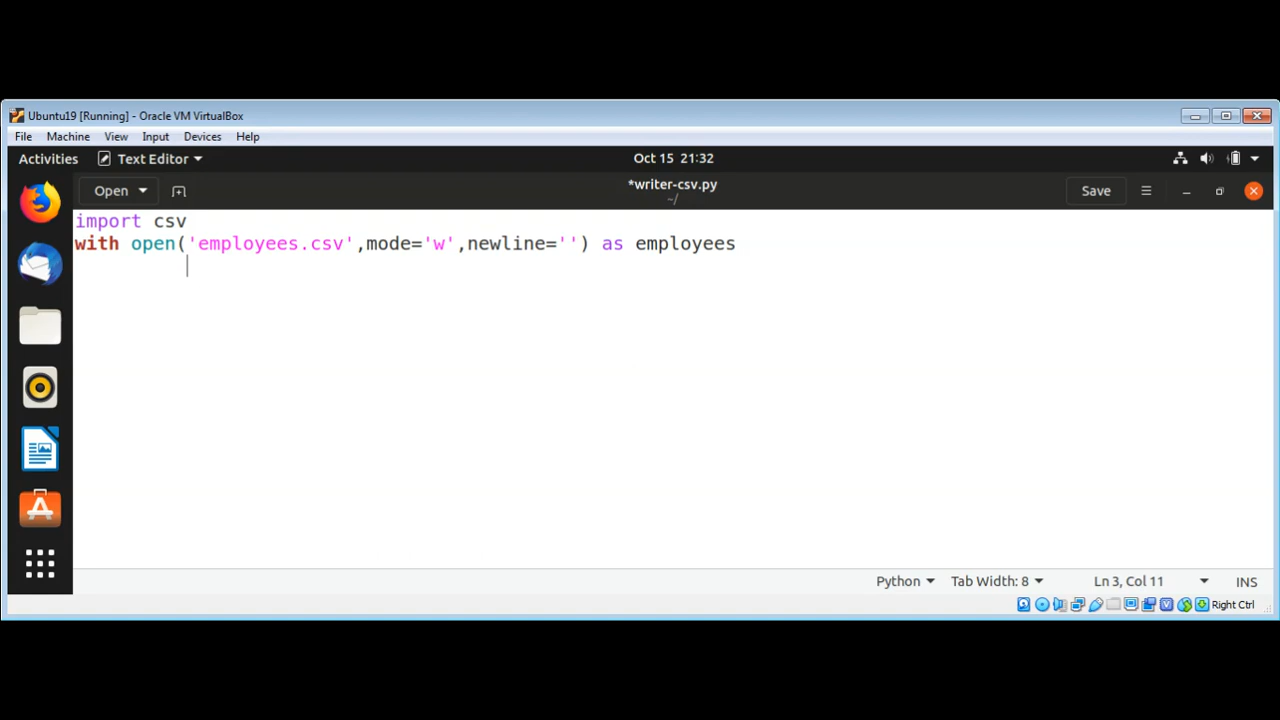 Ubuntu19 [Running] - Oracle VM VirtualBox
File Machine View Input Devices Help
Activities Text Editor Oct 15 21:32
Open *writer-csv.py Save
~/
import csv
with open('employees.csv',mode='w',newline='') as employees
Python Tab Width: 8 Ln 3, Col 11 INS
Right Ctrl